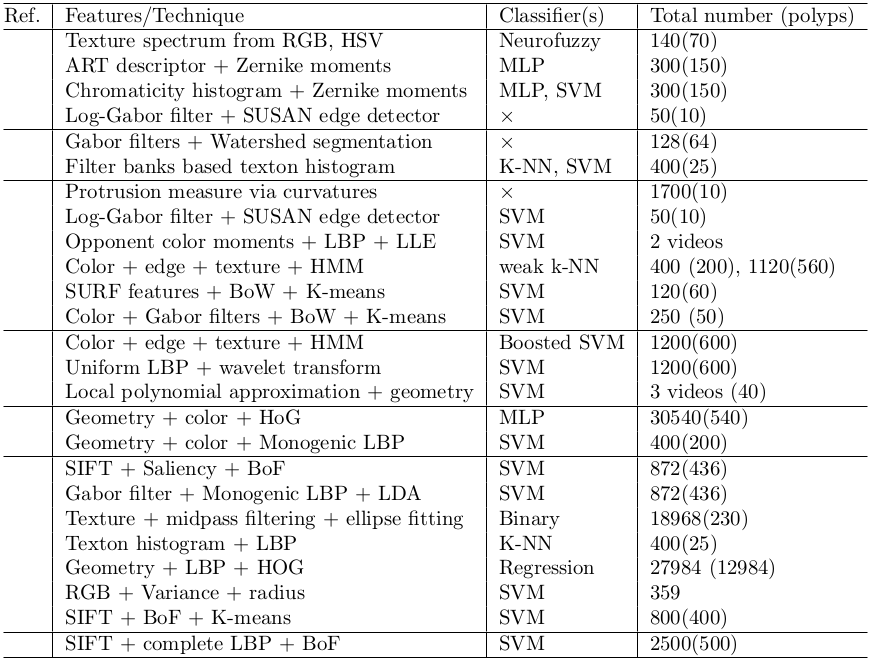 Ref. Features/Technique Classifier(s) Total number (polyps)
Texture spectrum from RGB, HSV Neurofuzzy 140(70)
ART descriptor + Zernike moments MLP 300(150)
Chromaticity histogram + Zernike moments MLP, SVM 300(150)
Log-Gabor filter + SUSAN edge detector × 50(10)
Gabor filters + Watershed segmentation × 128(64)
Filter banks based texton histogram K-NN, SVM 400(25)
Protrusion measure via curvatures × 1700(10)
Log-Gabor filter + SUSAN edge detector SVM 50(10)
Opponent color moments + LBP + LLE SVM 2 videos
Color + edge + texture + HMM weak k-NN 400 (200), 1120(560)
SURF features + BoW + K-means SVM 120(60)
Color + Gabor filters + BoW + K-means SVM 250 (50)
Color + edge + texture + HMM Boosted SVM 1200(600)
Uniform LBP + wavelet transform SVM 1200(600)
Local polynomial approximation + geometry SVM 3 videos (40)
Geometry + color + HoG MLP 30540(540)
Geometry + color + Monogenic LBP SVM 400(200)
SIFT + Saliency + BoF SVM 872(436)
Gabor filter + Monogenic LBP + LDA SVM 872(436)
Texture + midpass filtering + ellipse fitting Binary 18968(230)
Texton histogram + LBP K-NN 400(25)
Geometry + LBP + HOG Regression 27984 (12984)
RGB + Variance + radius SVM 359
SIFT + BoF + K-means SVM 800(400)
SIFT + complete LBP + BoF SVM 2500(500)